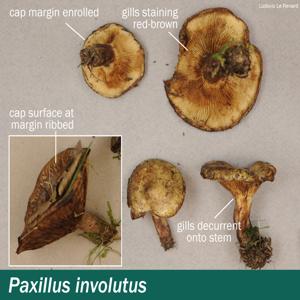 Ludovic Le Renard
cap margin enrolled
gills staining
red-brown
cap surface at
margin ribbed
gills decurrent
onto stem
Paxillus involutus